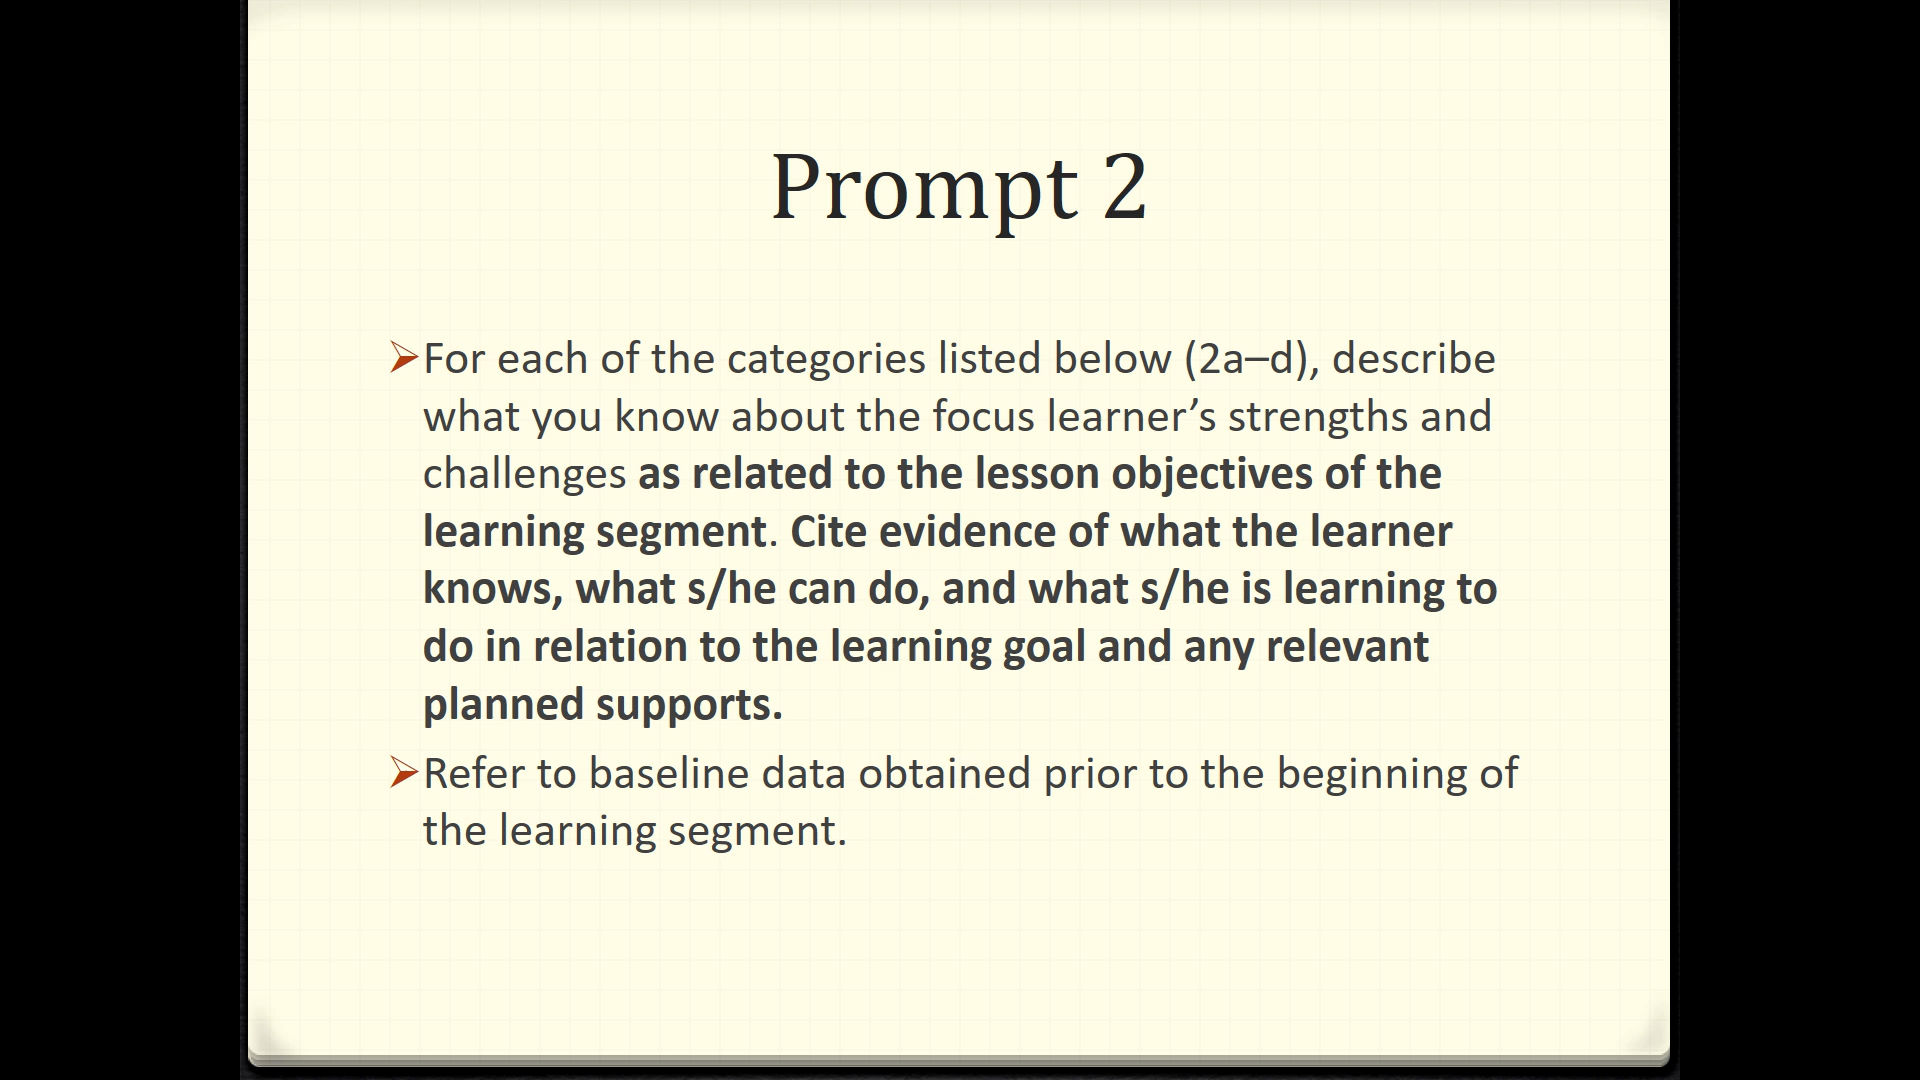 Prompt 2
For each of the categories listed below (2a–d), describe
what you know about the focus learner’s strengths and
challenges as related to the lesson objectives of the
learning segment. Cite evidence of what the learner
knows, what s/he can do, and what s/he is learning to
do in relation to the learning goal and any relevant
planned supports.
Refer to baseline data obtained prior to the beginning of
the learning segment.